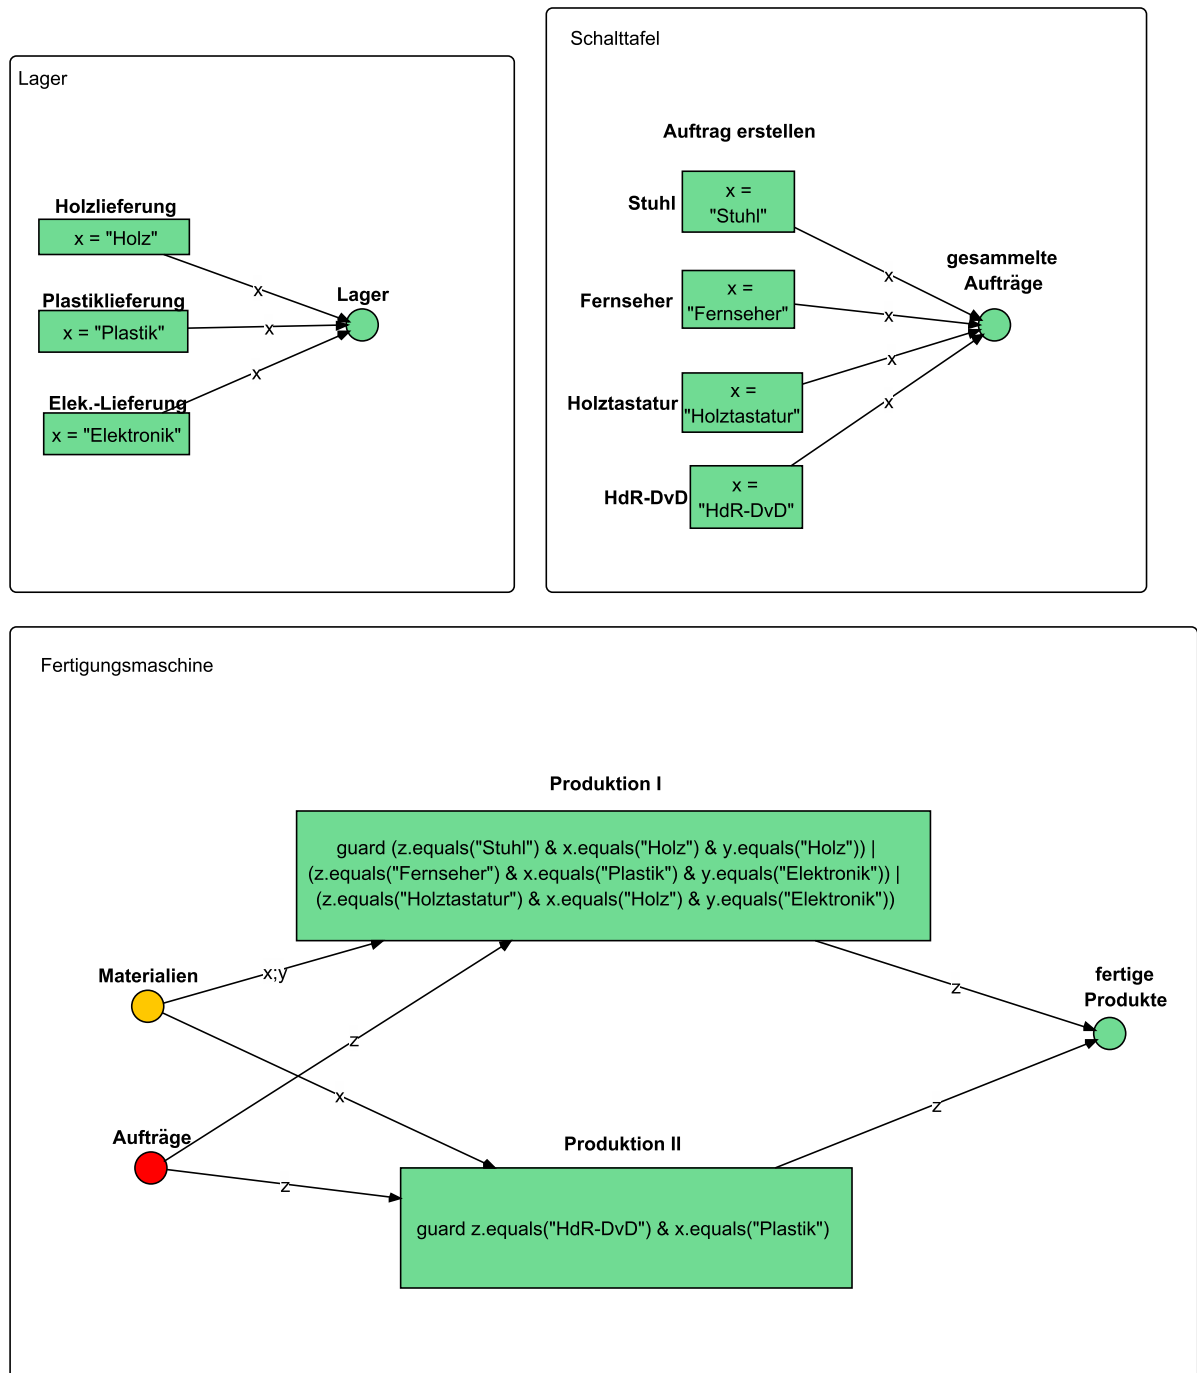 Lager
Holzlieferung
x = "Holz"
x
Plastiklieferung
x = "Plastik"
x
Lager
Elek.-Lieferung
x = "Elektronik"
x
Schalttafel
Auftrag erstellen
Stuhl
x =
"Stuhl"
x
Fernseher
x =
"Fernseher"
x
Holztastatur
x =
"Holztastatur"
x
HdR-DvD
x =
"HdR-DvD"
x
gesammelte
Aufträge
Fertigungsmaschine
Produktion I
guard (z.equals("Stuhl") & x.equals("Holz") & y.equals("Holz")) |
(z.equals("Fernseher") & x.equals("Plastik") & y.equals("Elektronik")) |
(z.equals("Holztastatur") & x.equals("Holz") & y.equals("Elektronik"))
Materialien
x;y
z
x
z
fertige
Produkte
Aufträge
z
z
Produktion II
guard z.equals("HdR-DvD") & x.equals("Plastik")